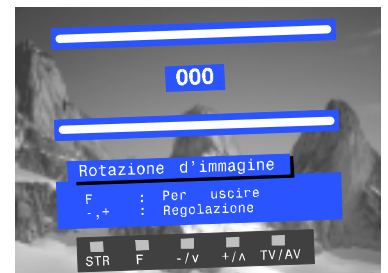 000
Rotazione d'immagine
F : Per uscire
-,+ : Regolazione
STR F -/v +/ʌ TV/AV